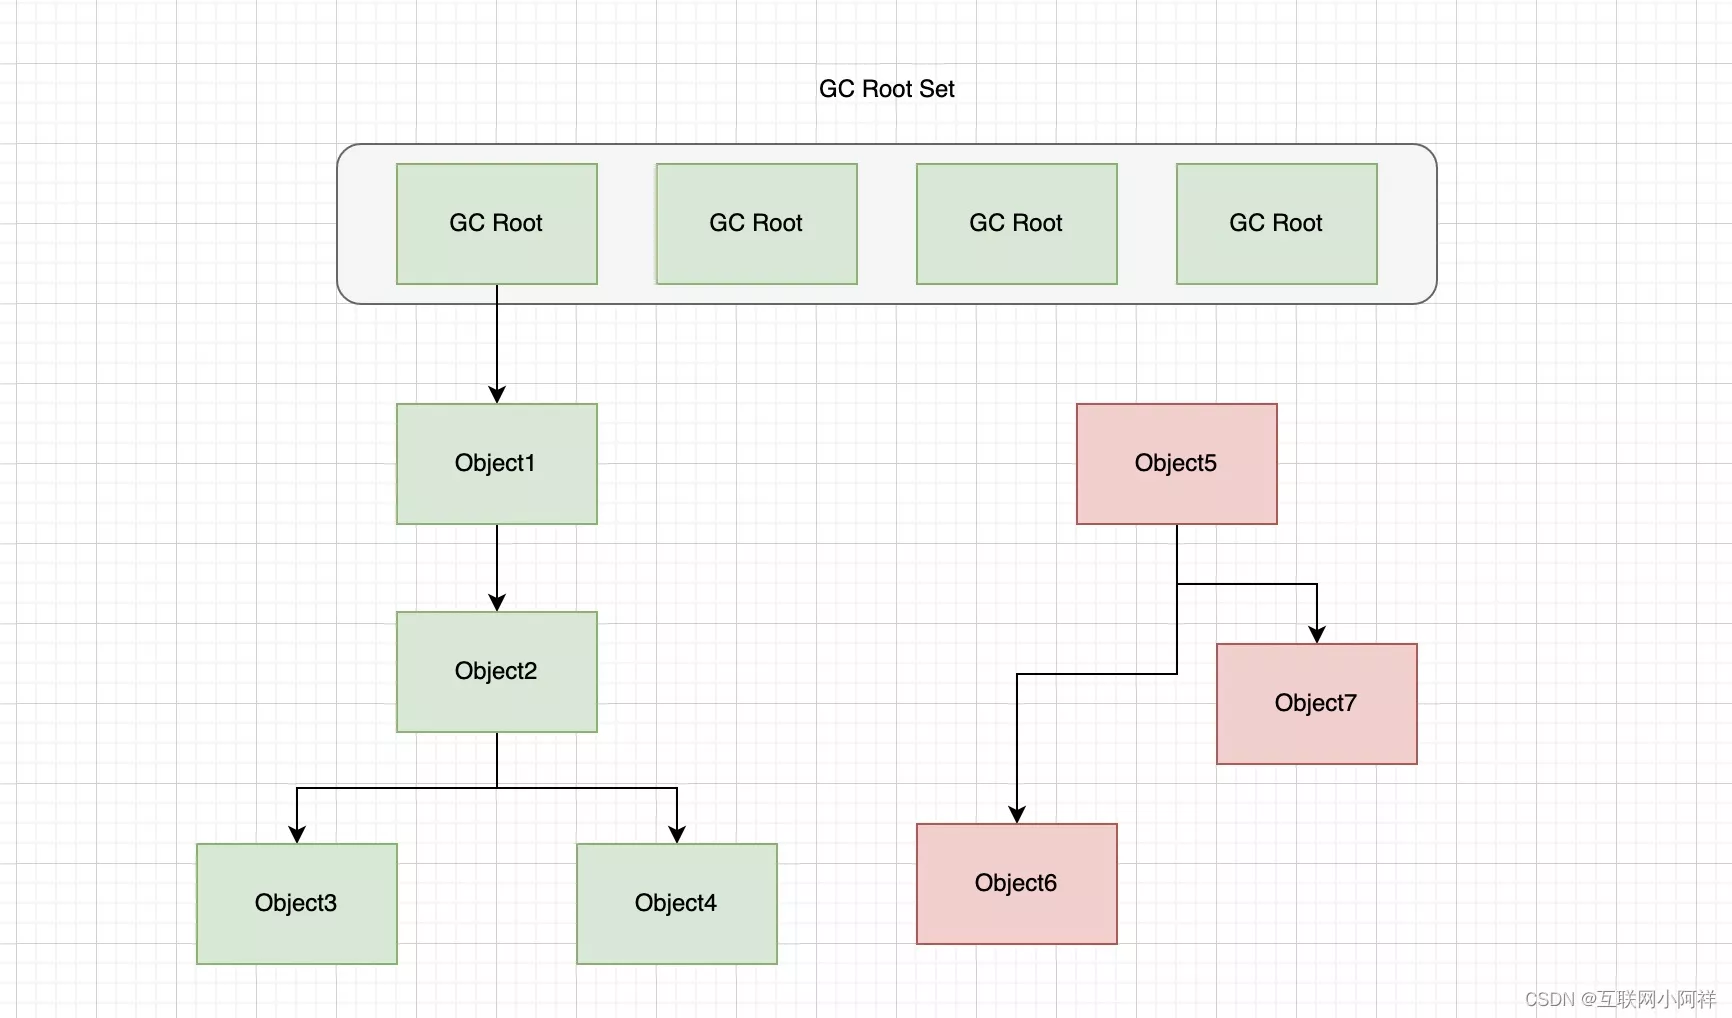 GC Root Set
GC Root
GC Root
GC Root
GC Root
Object1
Object5
Object2
Object7
Object6
Object3
Object4
CSDN @互联网小阿祥